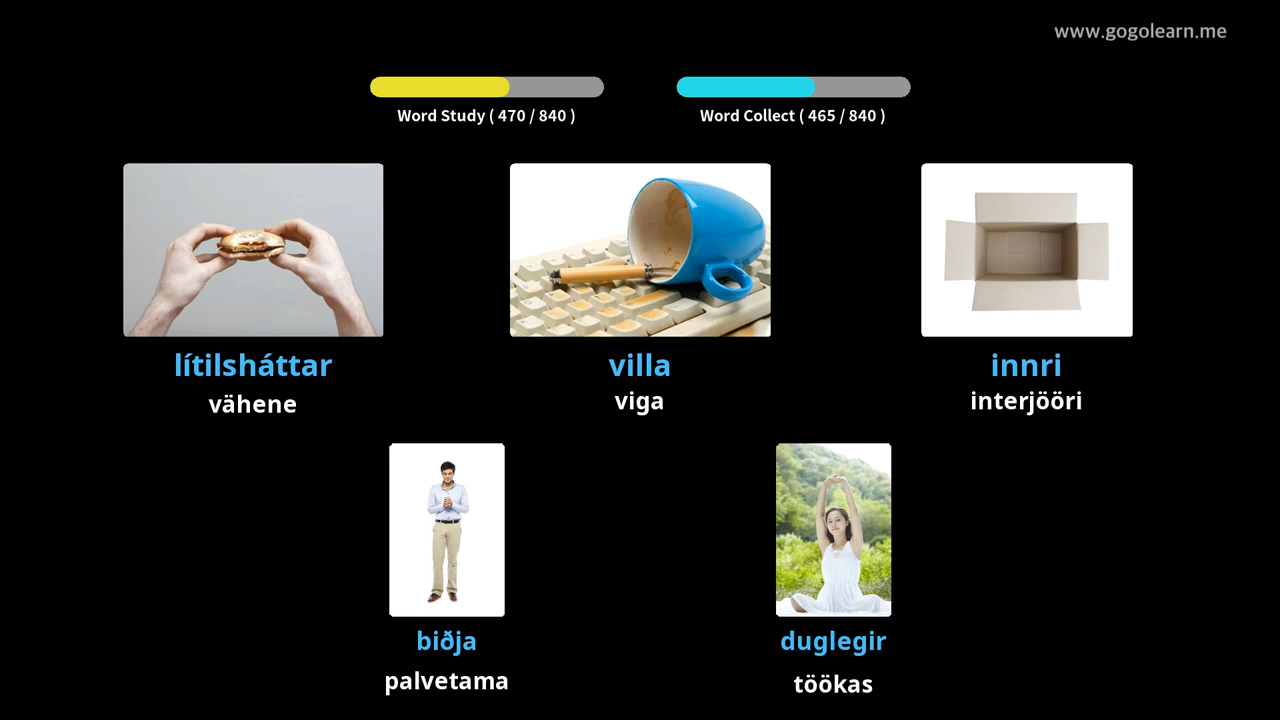 www.gogolearn.me
Word Study ( 470 / 840 )
Word Collect ( 465 / 840 )
lítilsháttar
vähene
villa
viga
innri
interjööri
biðja
palvetama
duglegir
töökas